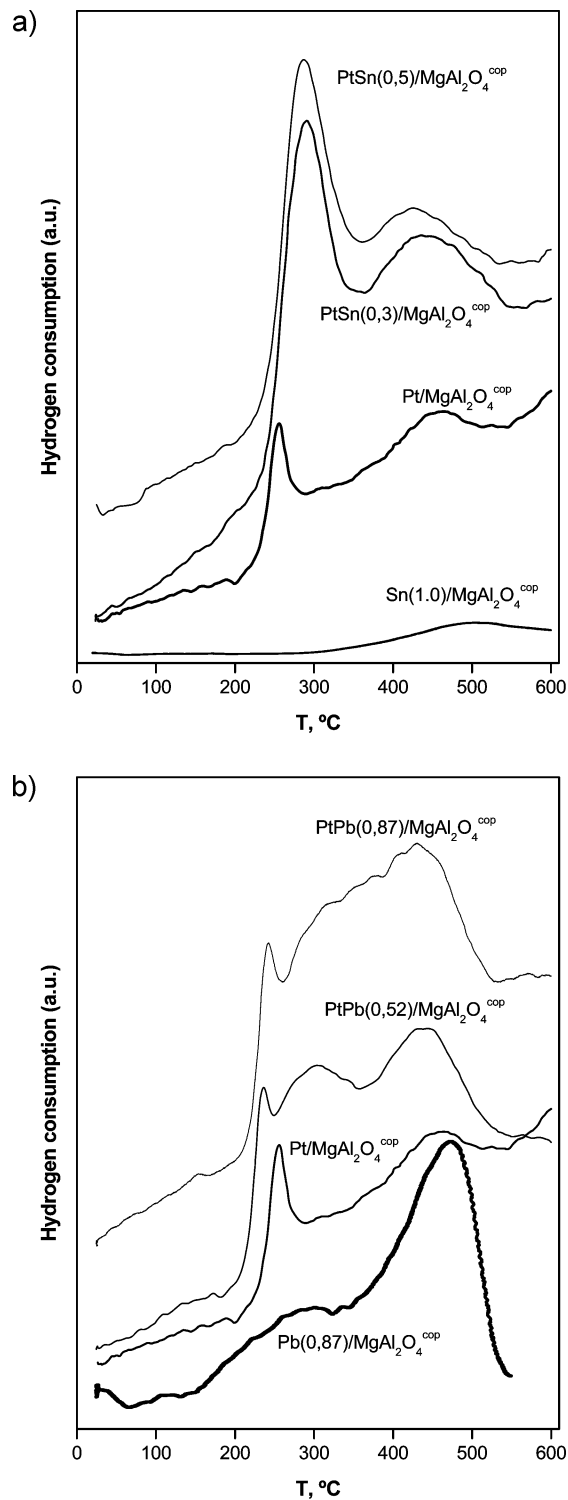 a)
PtSn(0,5)/MgAl₂O₄ᶜᵒᵖ
PtSn(0,3)/MgAl₂O₄ᶜᵒᵖ
Pt/MgAl₂O₄ᶜᵒᵖ
Sn(1.0)/MgAl₂O₄ᶜᵒᵖ
Hydrogen consumption (a.u.)
0 100 200 300 400 500 600
T, ºC
b)
PtPb(0,87)/MgAl₂O₄ᶜᵒᵖ
PtPb(0,52)/MgAl₂O₄ᶜᵒᵖ
Pt/MgAl₂O₄ᶜᵒᵖ
Pb(0,87)/MgAl₂O₄ᶜᵒᵖ
Hydrogen consumption (a.u.)
0 100 200 300 400 500 600
T, ºC